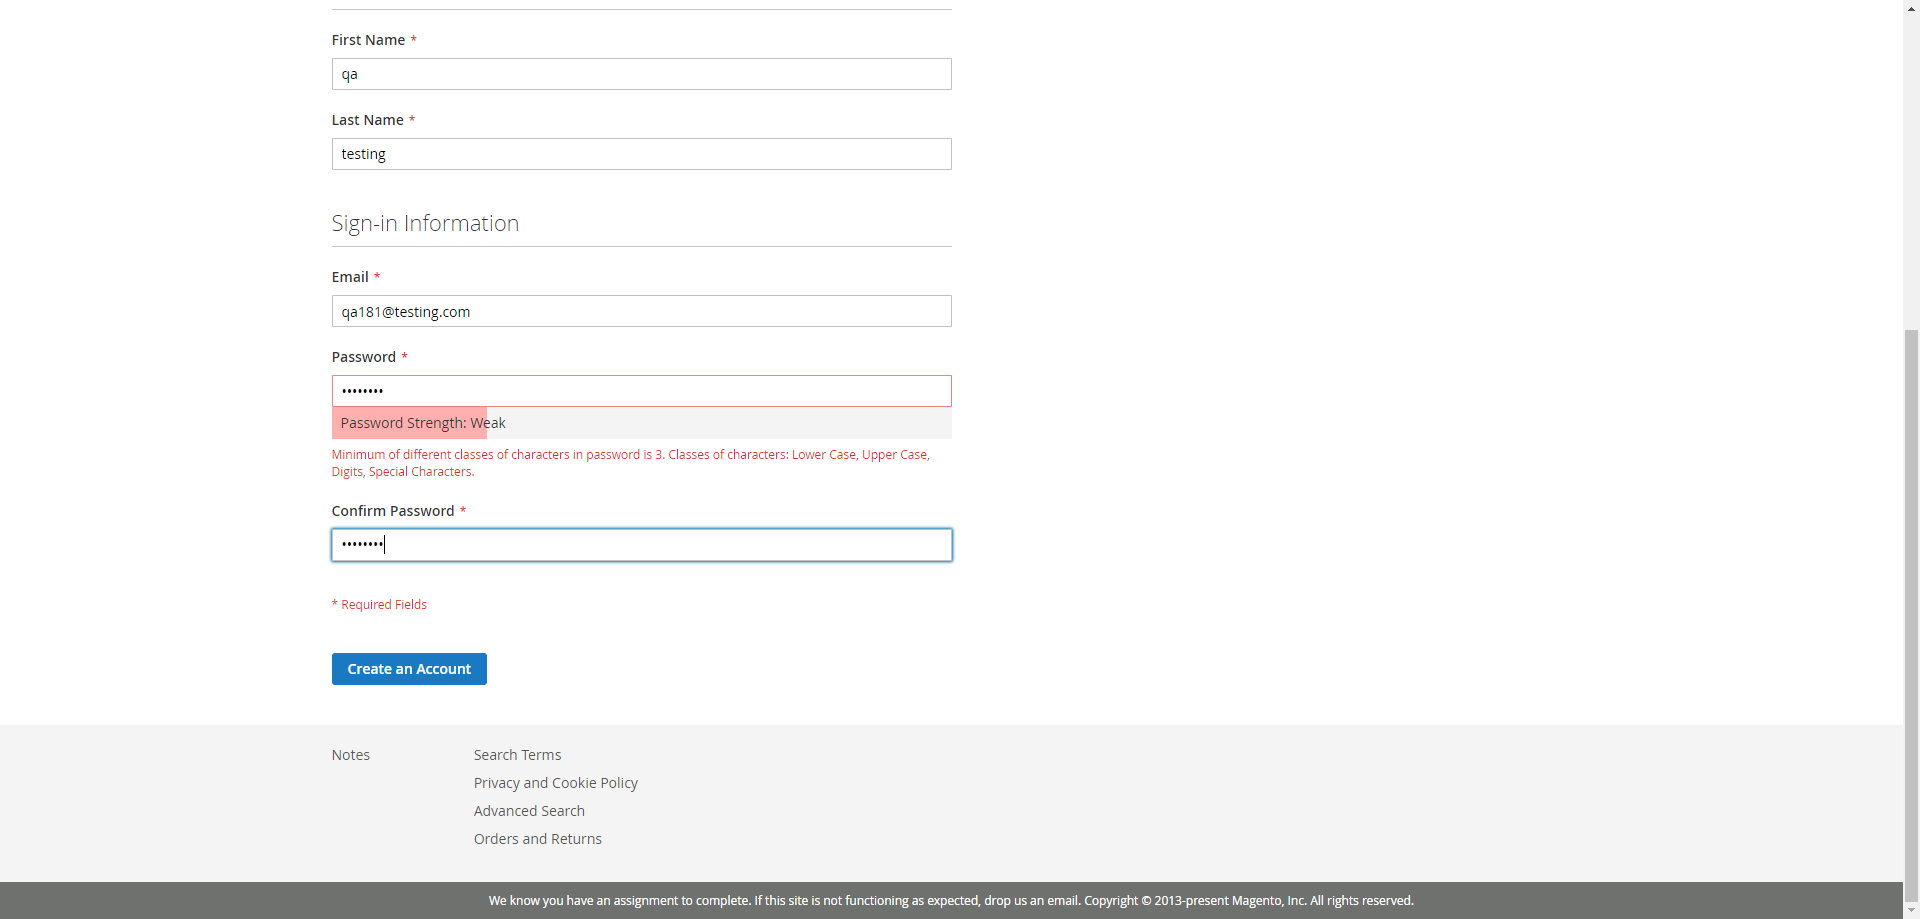 First Name *
qa
Last Name *
testing
Sign-in Information
Email *
qa181@testing.com
Password *
••••••••
Password Strength: Weak
Minimum of different classes of characters in password is 3. Classes of characters: Lower Case, Upper Case,
Digits, Special Characters.
Confirm Password *
••••••••
* Required Fields
Create an Account
Notes
Search Terms
Privacy and Cookie Policy
Advanced Search
Orders and Returns
We know you have an assignment to complete. If this site is not functioning as expected, drop us an email. Copyright © 2013-present Magento, Inc. All rights reserved.